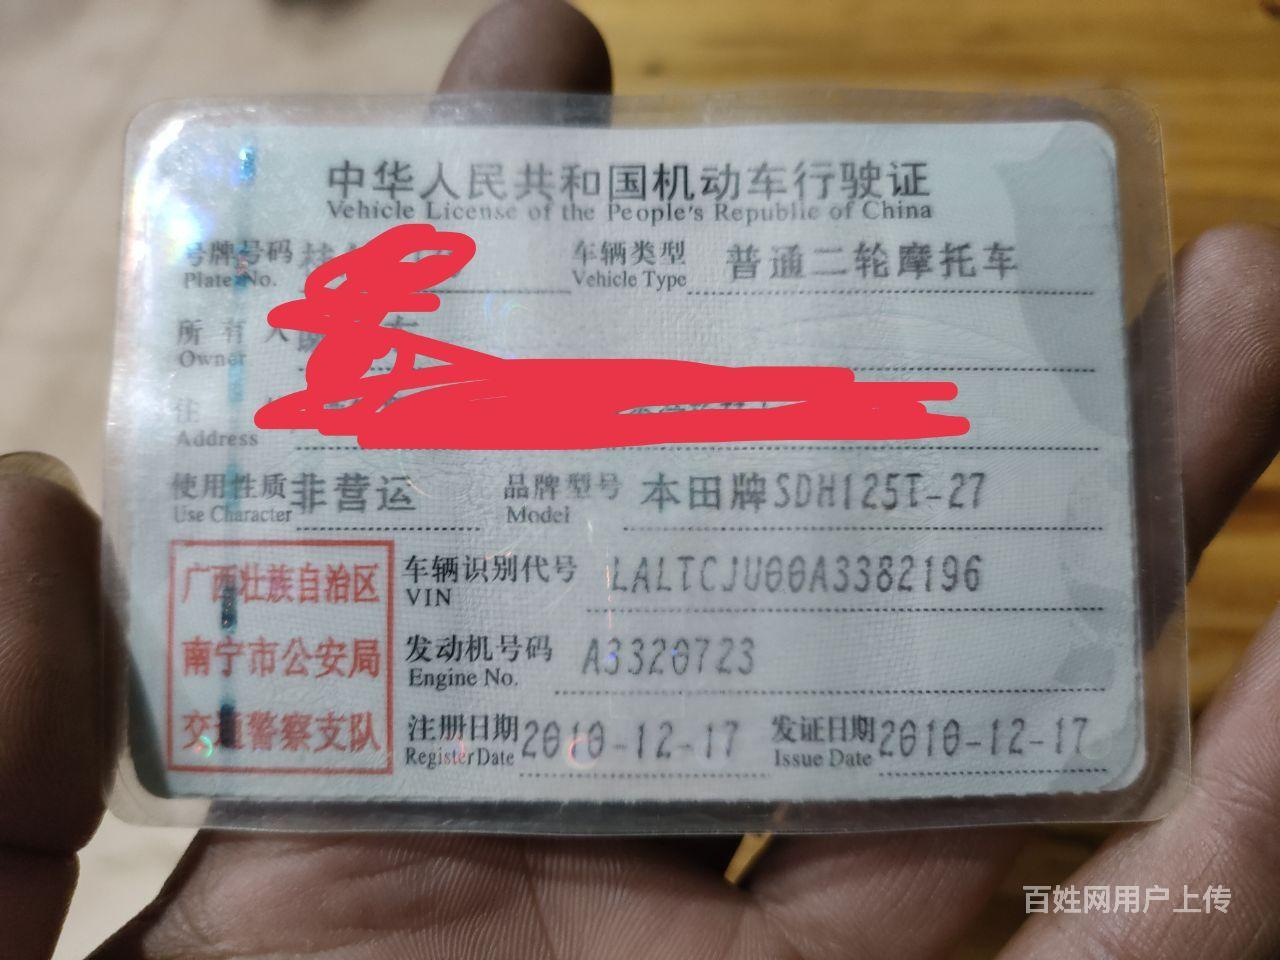 中华人民共和国机动车行驶证
Vehicle License of the People's Republic of China
号牌号码 车辆类型 普通二轮摩托车
Plate No. Vehicle Type
所有人
Owner
住
Address
使用性质 非营运 品牌型号 本田牌SDH125T-27
Use Character Model
广西壮族自治区
南宁市公安局
交通警察支队
车辆识别代号 LALTCJU00A3382196
VIN
发动机号码 A3320723
Engine No.
注册日期 2010-12-17 发证日期 2010-12-17
Register Date Issue Date
百姓网用户上传